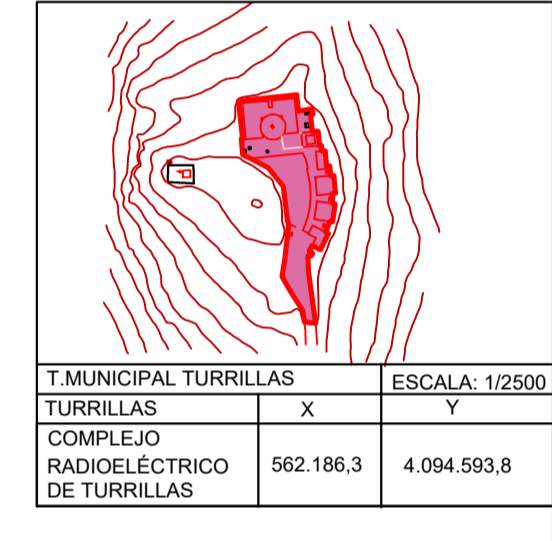 T.MUNICIPAL TURRILLAS ESCALA: 1/2500
TURRILLAS X Y
COMPLEJO
RADIOELÉCTRICO 562.186,3 4.094.593,8
DE TURRILLAS